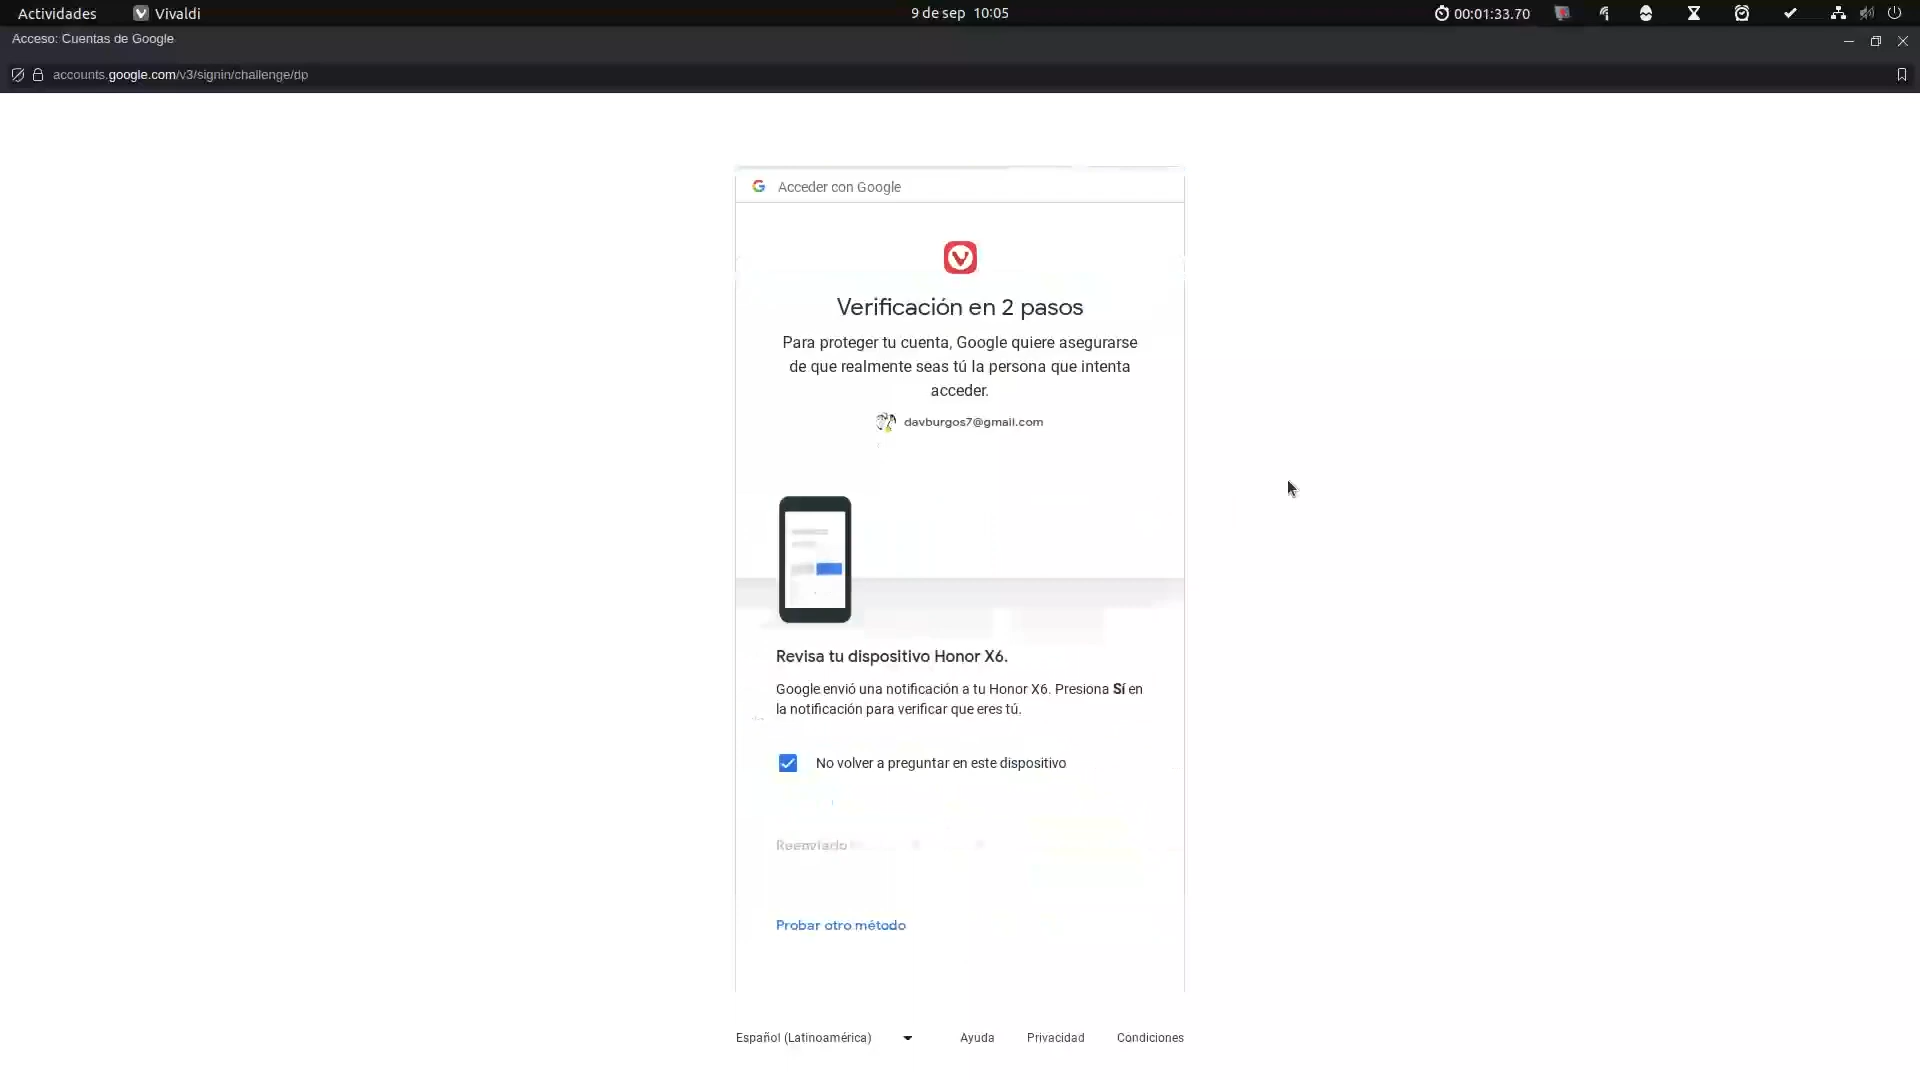 Actividades
Vivaldi
9 de sep 10:05
00:01:33.70
Acceso: Cuentas de Google
accounts.google.com/v3/signin/challenge/dp
Acceder con Google
Verificación en 2 pasos
Para proteger tu cuenta, Google quiere asegurarse
de que realmente seas tú la persona que intenta
acceder.
davburgos7@gmail.com
Revisa tu dispositivo Honor X6.
Google envió una notificación a tu Honor X6. Presiona Sí en
la notificación para verificar que eres tú.
No volver a preguntar en este dispositivo
Reenviado
Probar otro método
Español (Latinoamérica)
Ayuda
Privacidad
Condiciones